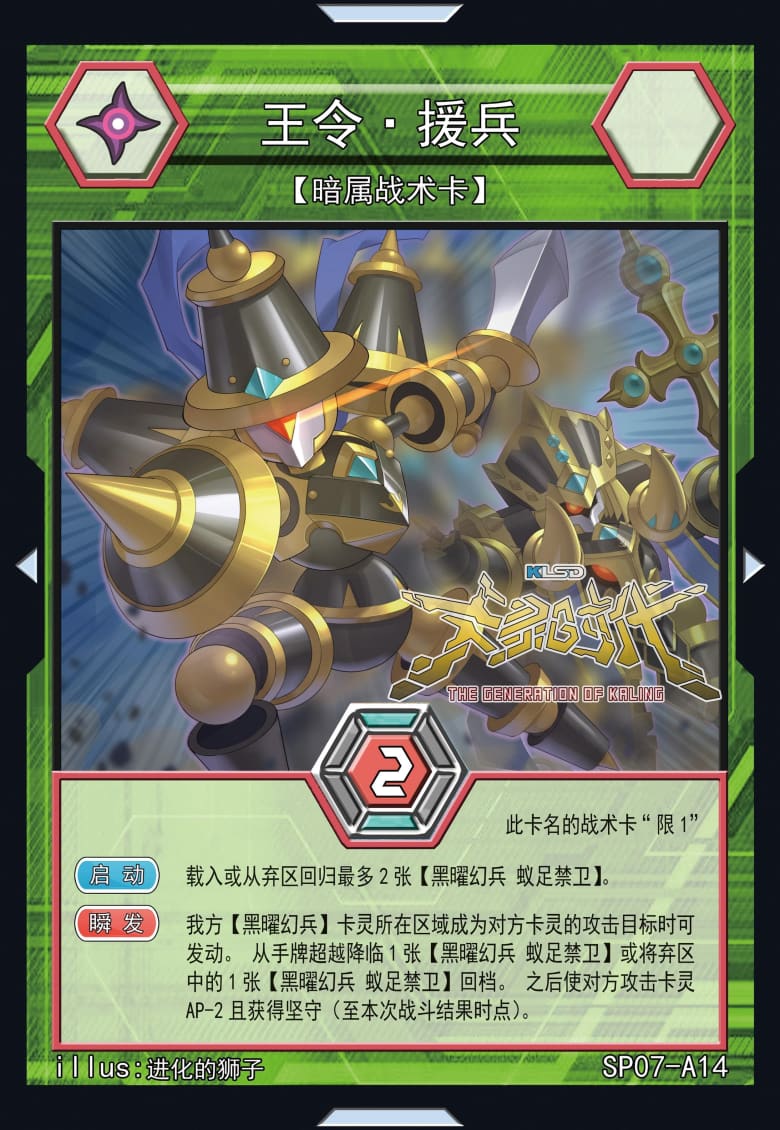 王令·援兵
【暗属战术卡】
KLSD
卡灵时代
THE GENERATION OF KALING
2
此卡名的战术卡“限1”
启动 载入或从弃区回归最多2张【黑曜幻兵 蚁足禁卫】。
瞬发 我方【黑曜幻兵】卡灵所在区域成为对方卡灵的攻击目标时可
发动。 从手牌超越降临1张【黑曜幻兵 蚁足禁卫】或将弃区
中的1张【黑曜幻兵 蚁足禁卫】回档。 之后使对方攻击卡灵
AP-2且获得坚守（至本次战斗结果时点）。
illus:进化的狮子
SP07-A14